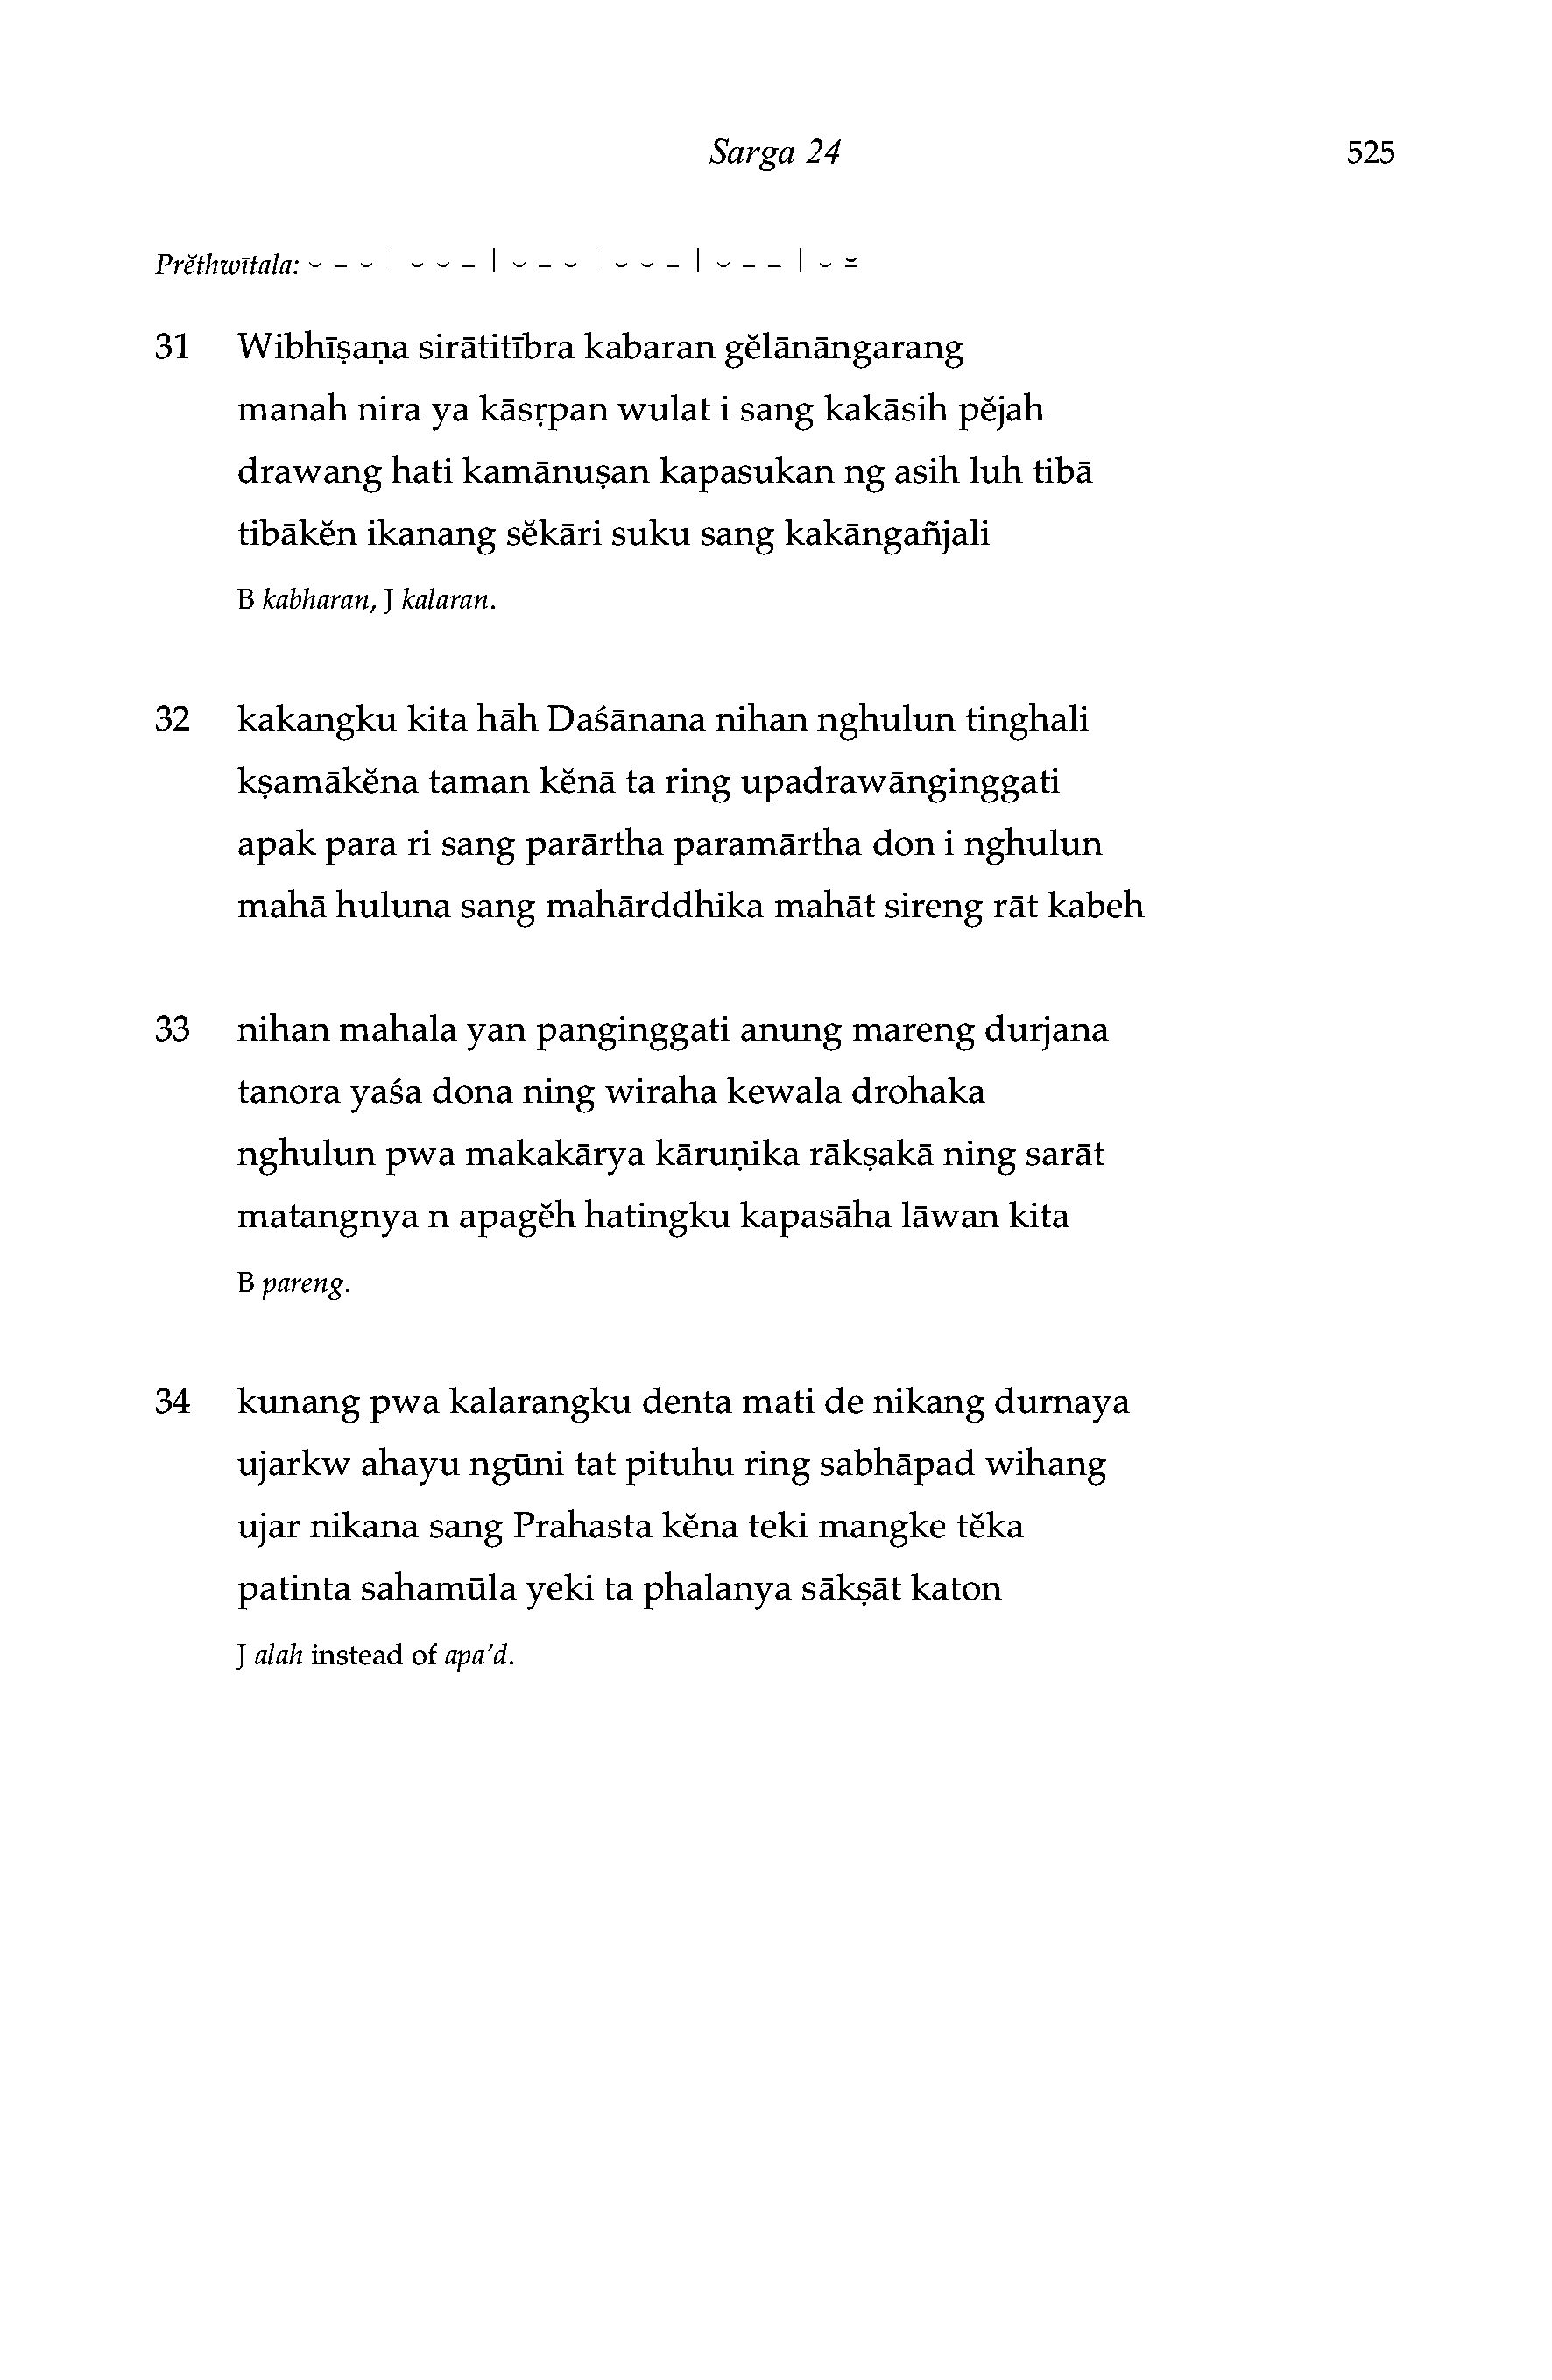 Sarga 24 525
Prĕthwītala: ⏑ – ⏑ | ⏑ ⏑ – | ⏑ – ⏑ | ⏑ ⏑ – | ⏑ – – | ⏑ ⏓
31 Wibhīṣaṇa sirātitībra kabaran gĕlānāngarang
manah nira ya kāsṛpan wulat i sang kakāsih pĕjah
drawang hati kamānuṣan kapasukan ng asih luh tibā
tibākĕn ikanang sĕkāri suku sang kakāngañjali
B kabharan, J kalaran.
32 kakangku kita hāh Daśānana nihan nghulun tinghali
kṣamākĕna taman kĕnā ta ring upadrawānginggati
apak para ri sang parārtha paramārtha don i nghulun
mahā huluna sang mahārddhika mahāt sireng rāt kabeh
33 nihan mahala yan panginggati anung mareng durjana
tanora yaśa dona ning wiraha kewala drohaka
nghulun pwa makakārya kāruṇika rākṣakā ning sarāt
matangnya n apagĕh hatingku kapasāha lāwan kita
B pareng.
34 kunang pwa kalarangku denta mati de nikang durnaya
ujarkw ahayu ngūni tat pituhu ring sabhāpad wihang
ujar nikana sang Prahasta kĕna teki mangke tĕka
patinta sahamūla yeki ta phalanya sākṣāt katon
J alah instead of apa'd.